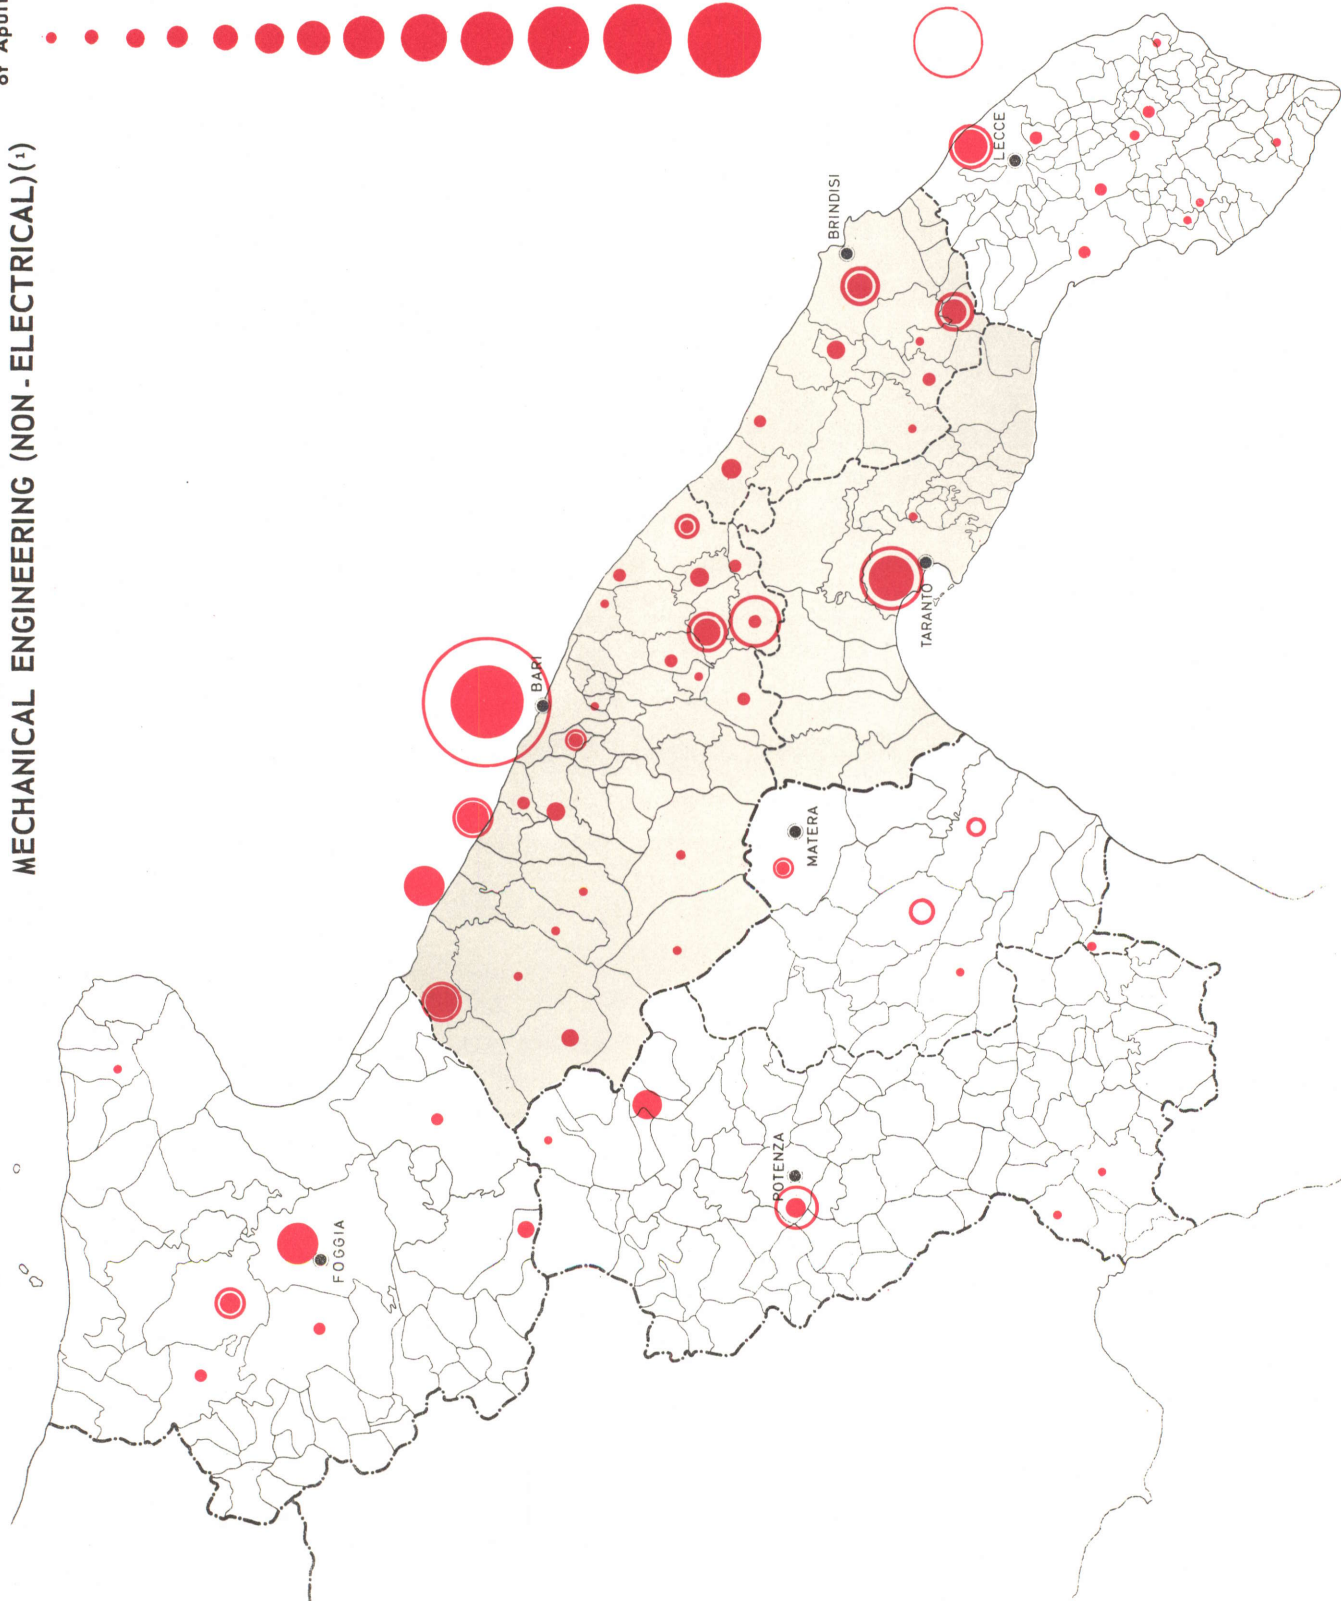 MECHANICAL ENGINEERING (NON-ELECTRICAL)(1)
LECCE
BRINDISI
TARANTO
BARI
MATERA
POTENZA
FOGGIA